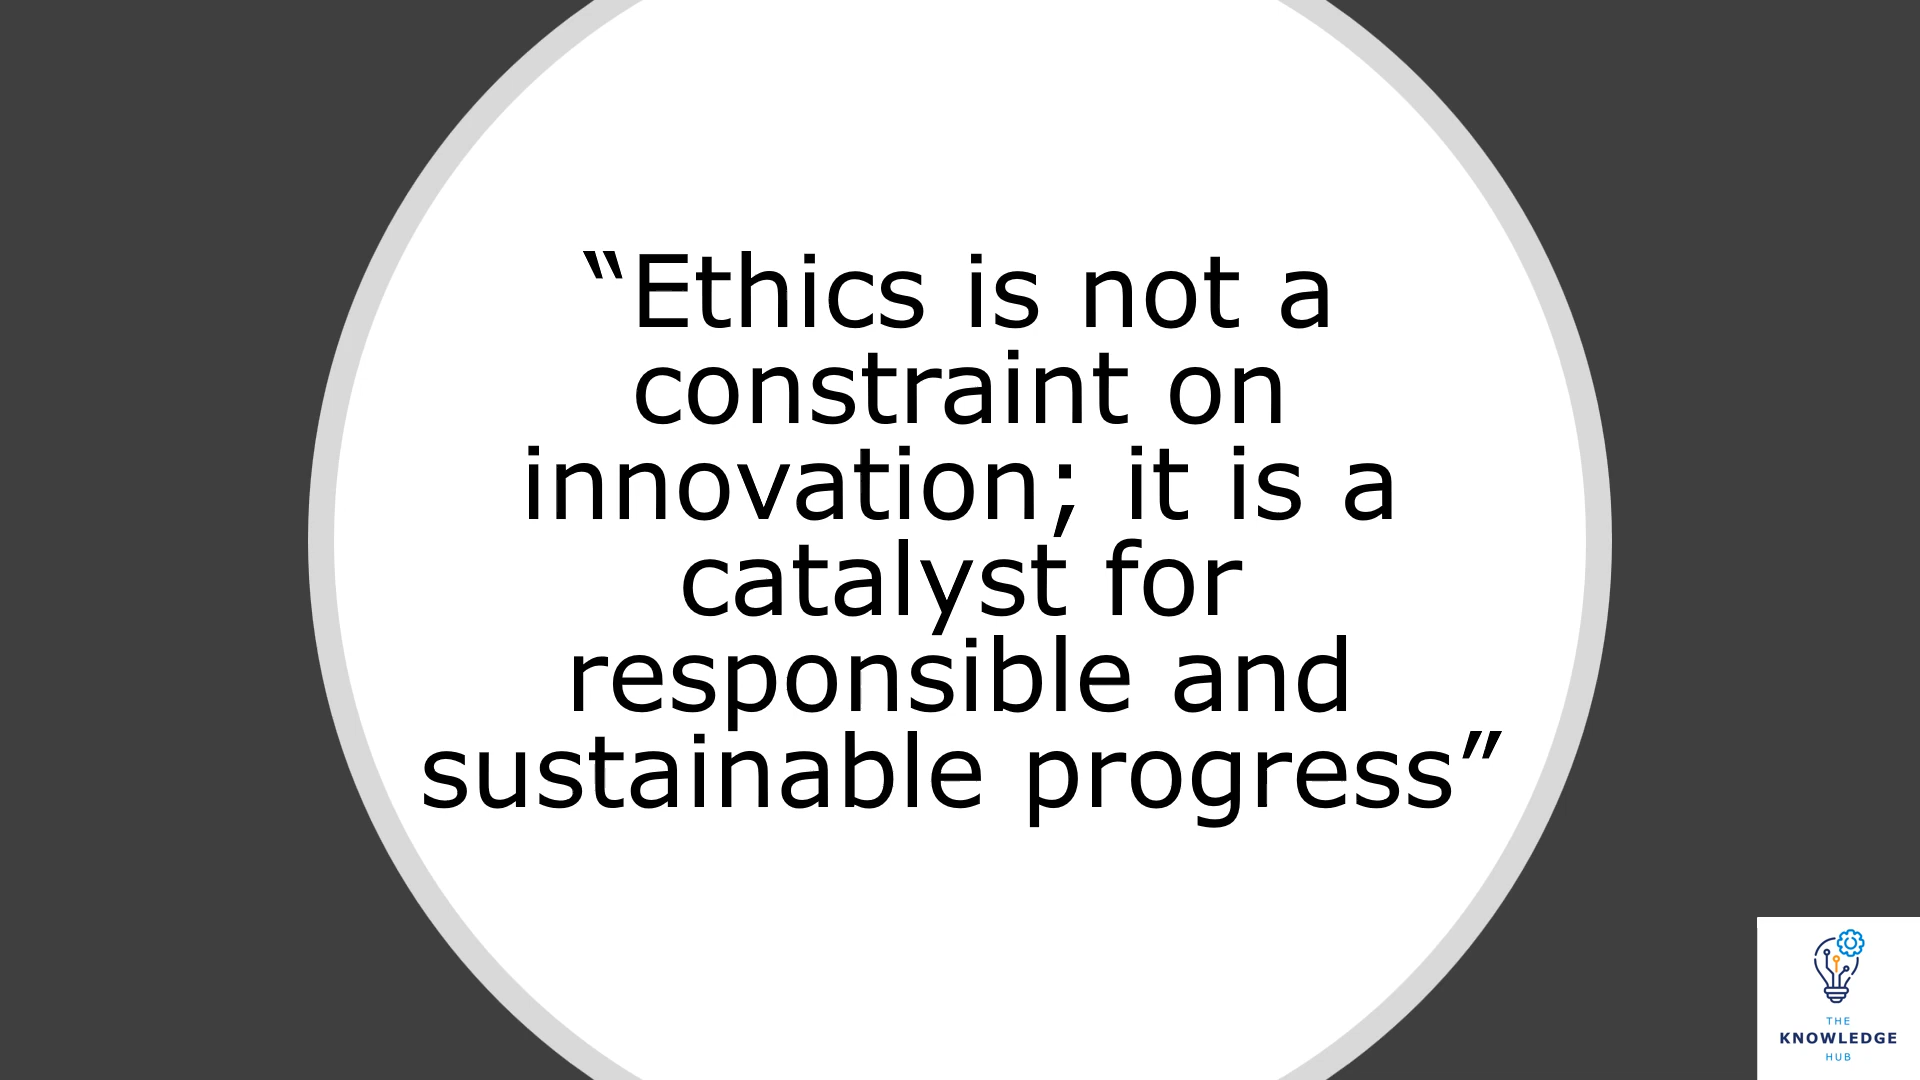 “Ethics is not a
constraint on
innovation; it is a
catalyst for
responsible and
sustainable progress”
THE
KNOWLEDGE
HUB